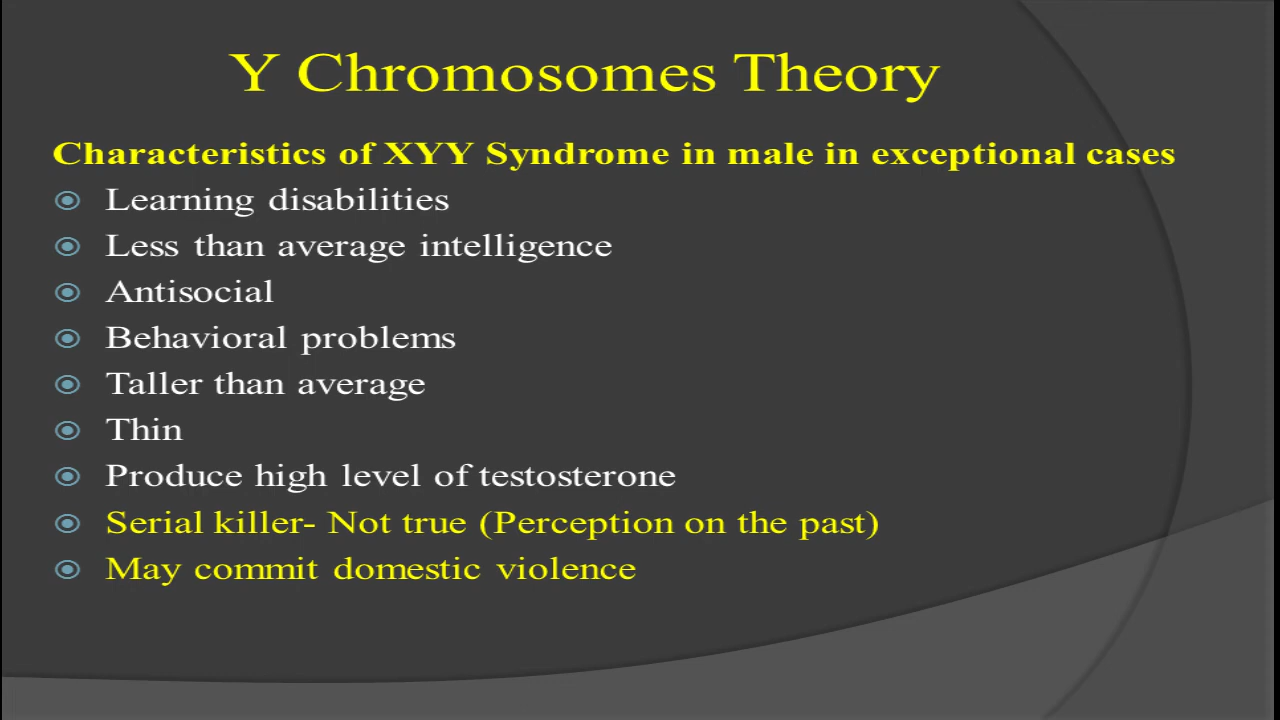 Y Chromosomes Theory
Characteristics of XYY Syndrome in male in exceptional cases
Learning disabilities
Less than average intelligence
Antisocial
Behavioral problems
Taller than average
Thin
Produce high level of testosterone
Serial killer- Not true (Perception on the past)
May commit domestic violence